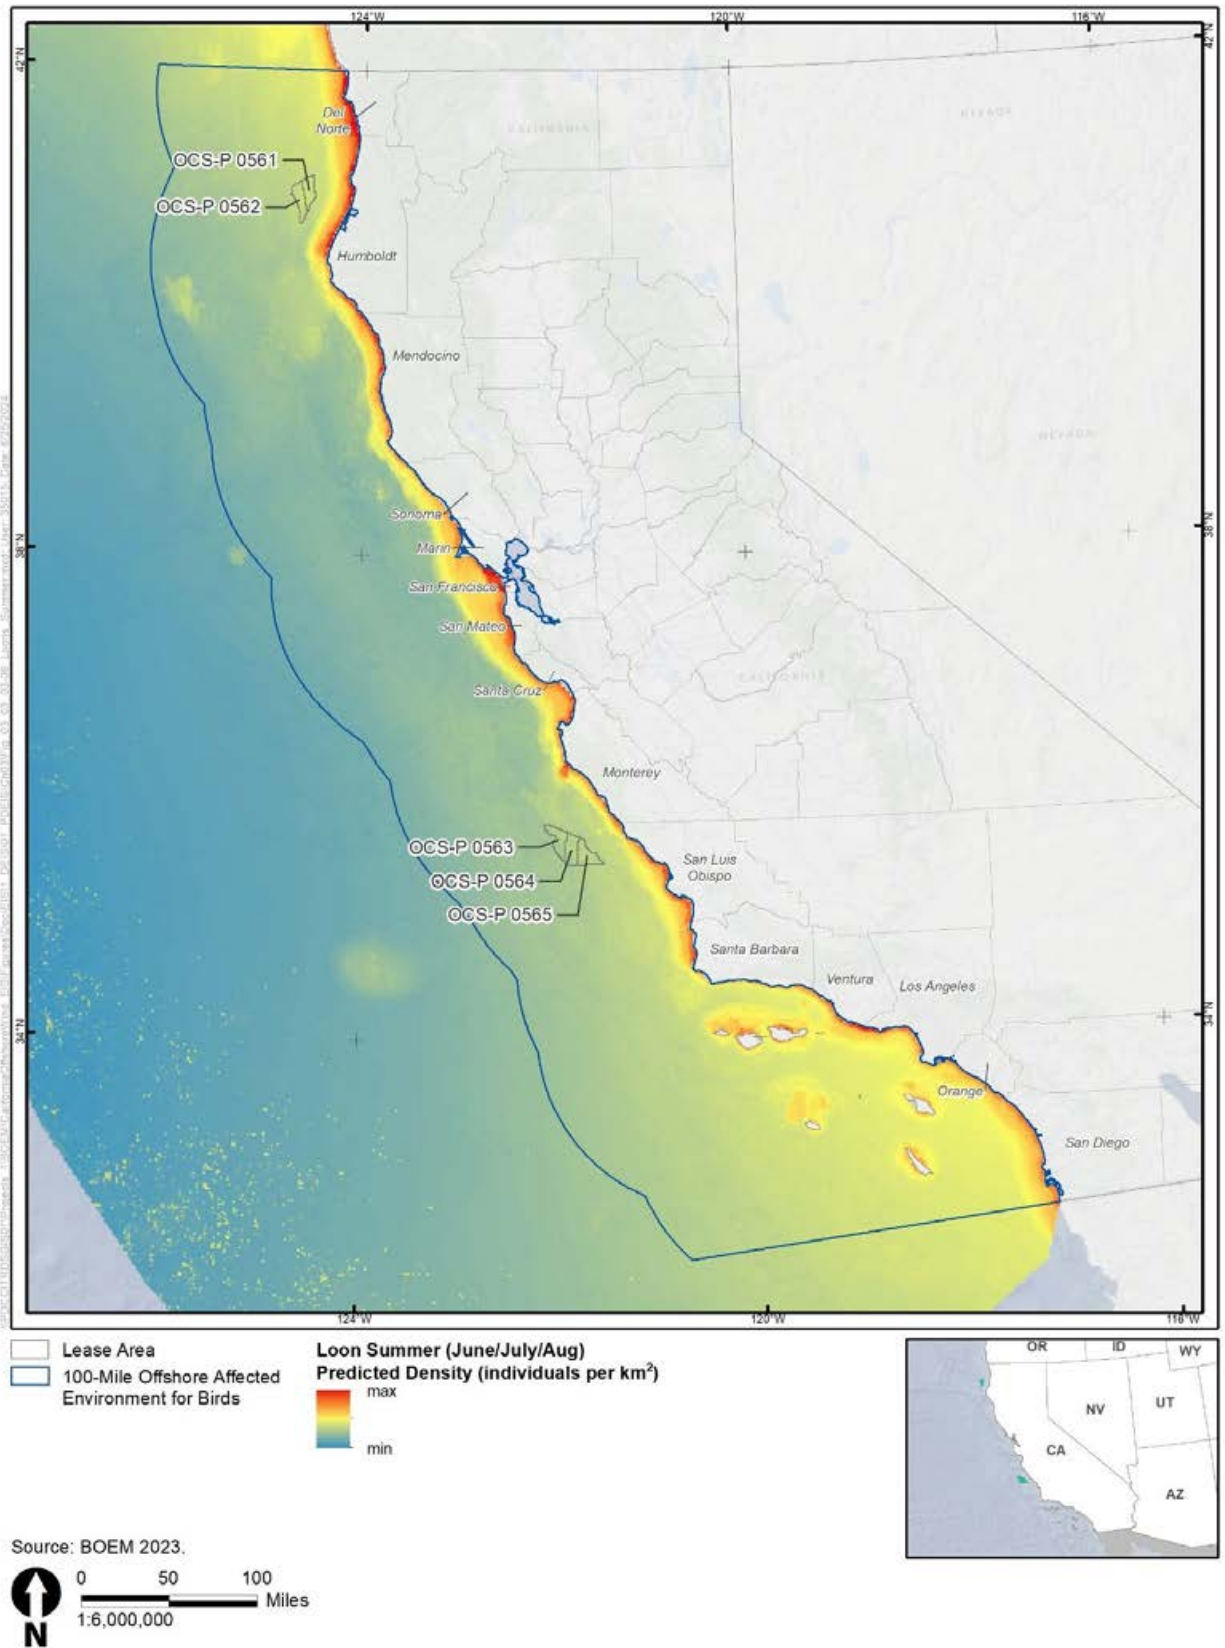 124°W
120°W
116°W
42°N
42°N
Del
Norte
CALIFORNIA
NEVADA
OCS-P 0561
OCS-P 0562
Humboldt
Mendocino
NEVADA
Sonoma
38°N
38°N
Marin
San Francisco
San Mateo
CALIFORNIA
Santa Cruz
Monterey
OCS-P 0563
San Luis
Obispo
OCS-P 0564
OCS-P 0565
Santa Barbara
Ventura
Los Angeles
34°N
34°N
Orange
San Diego
124°W
120°W
116°W
Lease Area
100-Mile Offshore Affected
Environment for Birds
Loon Summer (June/July/Aug)
Predicted Density (individuals per km²)
max
min
OR
ID
WY
NV
UT
CA
AZ
Source: BOEM 2023.
0 50 100
Miles
1:6,000,000
N